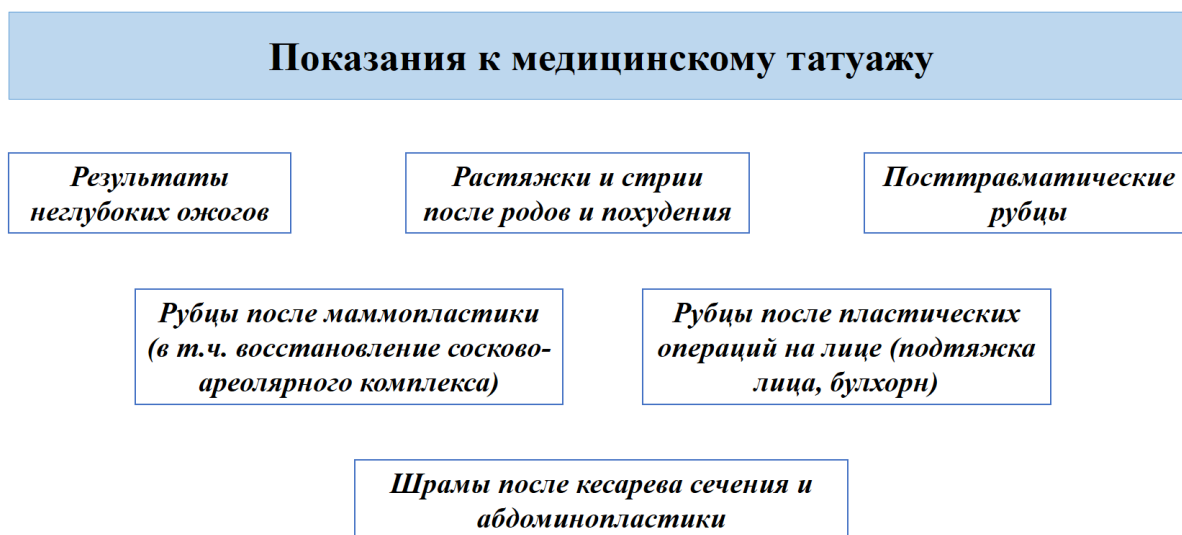 Показания к медицинскому татуажу
Результаты
неглубоких ожогов
Растяжки и стрии
после родов и похудения
Посттравматические
рубцы
Рубцы после маммопластики
(в т.ч. восстановление сосково-
ареолярного комплекса)
Рубцы после пластических
операций на лице (подтяжка
лица, булхорн)
Шрамы после кесарева сечения и
абдоминопластики